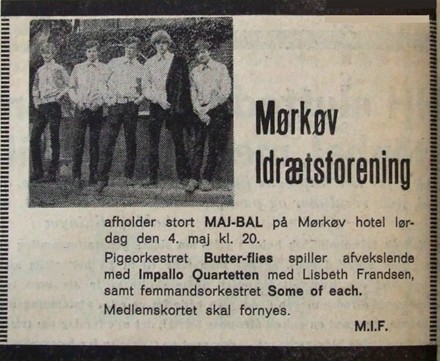 Mørkøv
Idrætsforening
afholder stort MAJ-BAL på Mørkøv hotel lør-
dag den 4. maj kl. 20.
Pigeorkestret Butter-flies spiller afvekslende
med Impallo Quartetten med Lisbeth Frandsen,
samt femmandsorkestret Some of each.
Medlemskortet skal fornyes.
M.I.F.